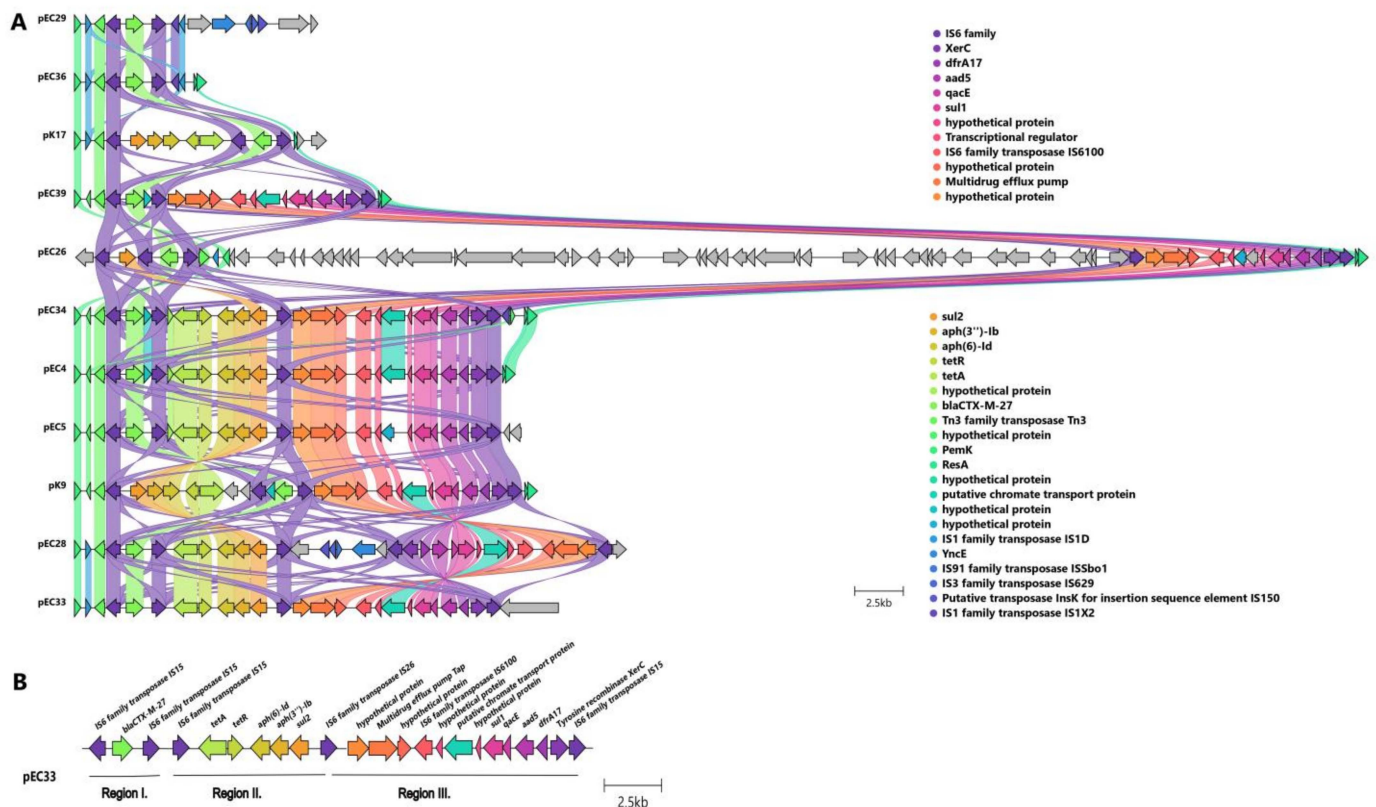 A
pEC29
pEC36
pK17
pEC39
pEC26
pEC34
pEC4
pEC5
pK9
pEC28
pEC33
IS6 family
XerC
dfrA17
aad5
qacE
sul1
hypothetical protein
Transcriptional regulator
IS6 family transposase IS6100
hypothetical protein
Multidrug efflux pump
hypothetical protein
sul2
aph(3'')-Ib
aph(6)-Id
tetR
tetA
hypothetical protein
blaCTX-M-27
Tn3 family transposase Tn3
hypothetical protein
PemK
ResA
hypothetical protein
putative chromate transport protein
hypothetical protein
hypothetical protein
IS1 family transposase IS1D
YncE
IS91 family transposase ISSbo1
IS3 family transposase IS629
Putative transposase InsK for insertion sequence element IS150
IS1 family transposase IS1X2
2.5kb
B
IS6 family transposase IS15
blaCTX-M-27
IS6 family transposase IS15
IS6 family transposase IS15
tetA
tetR
aph(6)-Id
aph(3'')-Ib
sul2
IS6 family transposase IS26
hypothetical protein
Multidrug efflux pump Tap
hypothetical protein
IS6 family transposase IS6100
hypothetical protein
putative chromate transport protein
hypothetical protein
sul1
qacE
aad5
dfrA17
Tyrosine recombinase XerC
IS6 family transposase IS15
pEC33
Region I.
Region II.
Region III.
2.5kb